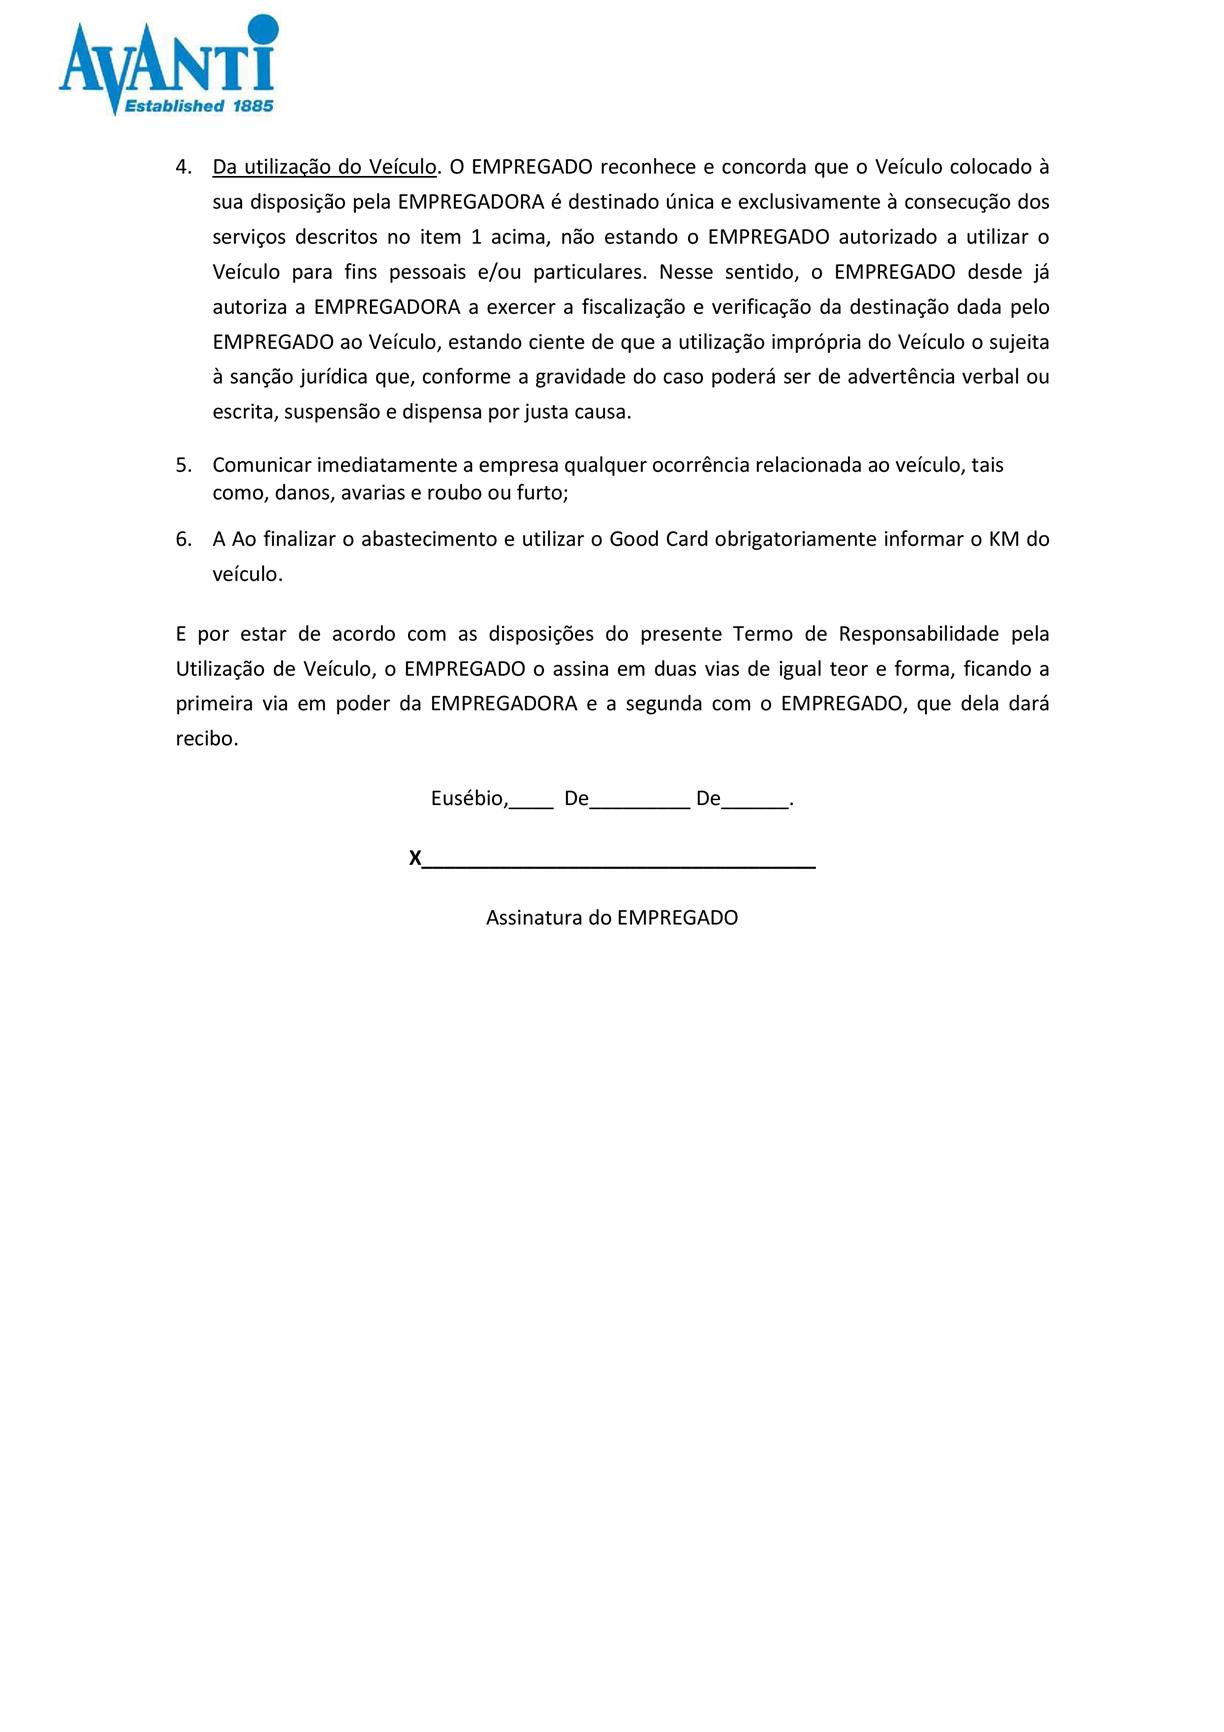 AVANTI
Established 1885
4. Da utilização do Veículo. O EMPREGADO reconhece e concorda que o Veículo colocado à
sua disposição pela EMPREGADORA é destinado única e exclusivamente à consecução dos
serviços descritos no item 1 acima, não estando o EMPREGADO autorizado a utilizar o
Veículo para fins pessoais e/ou particulares. Nesse sentido, o EMPREGADO desde já
autoriza a EMPREGADORA a exercer a fiscalização e verificação da destinação dada pelo
EMPREGADO ao Veículo, estando ciente de que a utilização imprópria do Veículo o sujeita
à sanção jurídica que, conforme a gravidade do caso poderá ser de advertência verbal ou
escrita, suspensão e dispensa por justa causa.
5. Comunicar imediatamente a empresa qualquer ocorrência relacionada ao veículo, tais
como, danos, avarias e roubo ou furto;
6. A Ao finalizar o abastecimento e utilizar o Good Card obrigatoriamente informar o KM do
veículo.
E por estar de acordo com as disposições do presente Termo de Responsabilidade pela
Utilização de Veículo, o EMPREGADO o assina em duas vias de igual teor e forma, ficando a
primeira via em poder da EMPREGADORA e a segunda com o EMPREGADO, que dela dará
recibo.
Eusébio,____ De_________ De______.
X___________________________________
Assinatura do EMPREGADO